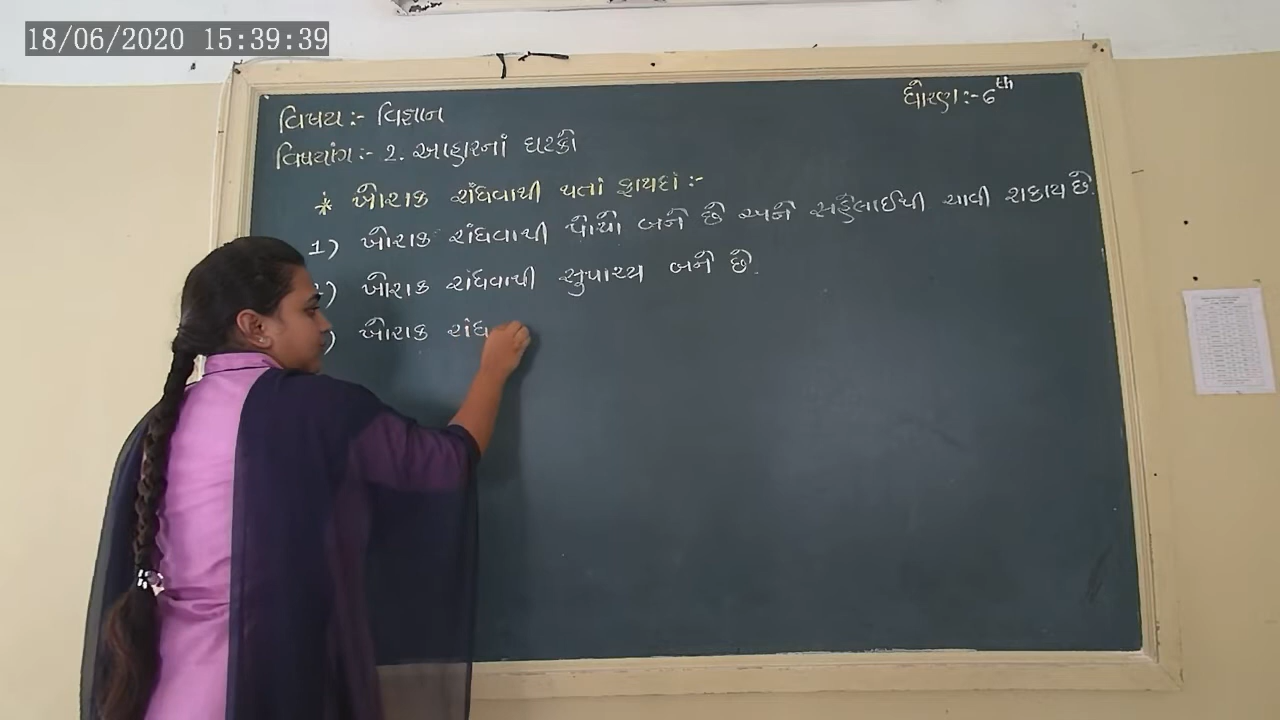 18/06/2020 15:39:39
વિષય :- વિજ્ઞાન
ધોરણ :- 6th
વિષયાંગ :- 2. આહારનાં ઘટકો
* ખોરાક રાંધવાથી થતાં ફાયદા :-
1) ખોરાક રાંધવાથી પોચો બને છે અને સહેલાઈથી ચાવી શકાય છે.
2) ખોરાક રાંધવાથી સુપાચ્ય બને છે.
) ખોરાક રાંધ